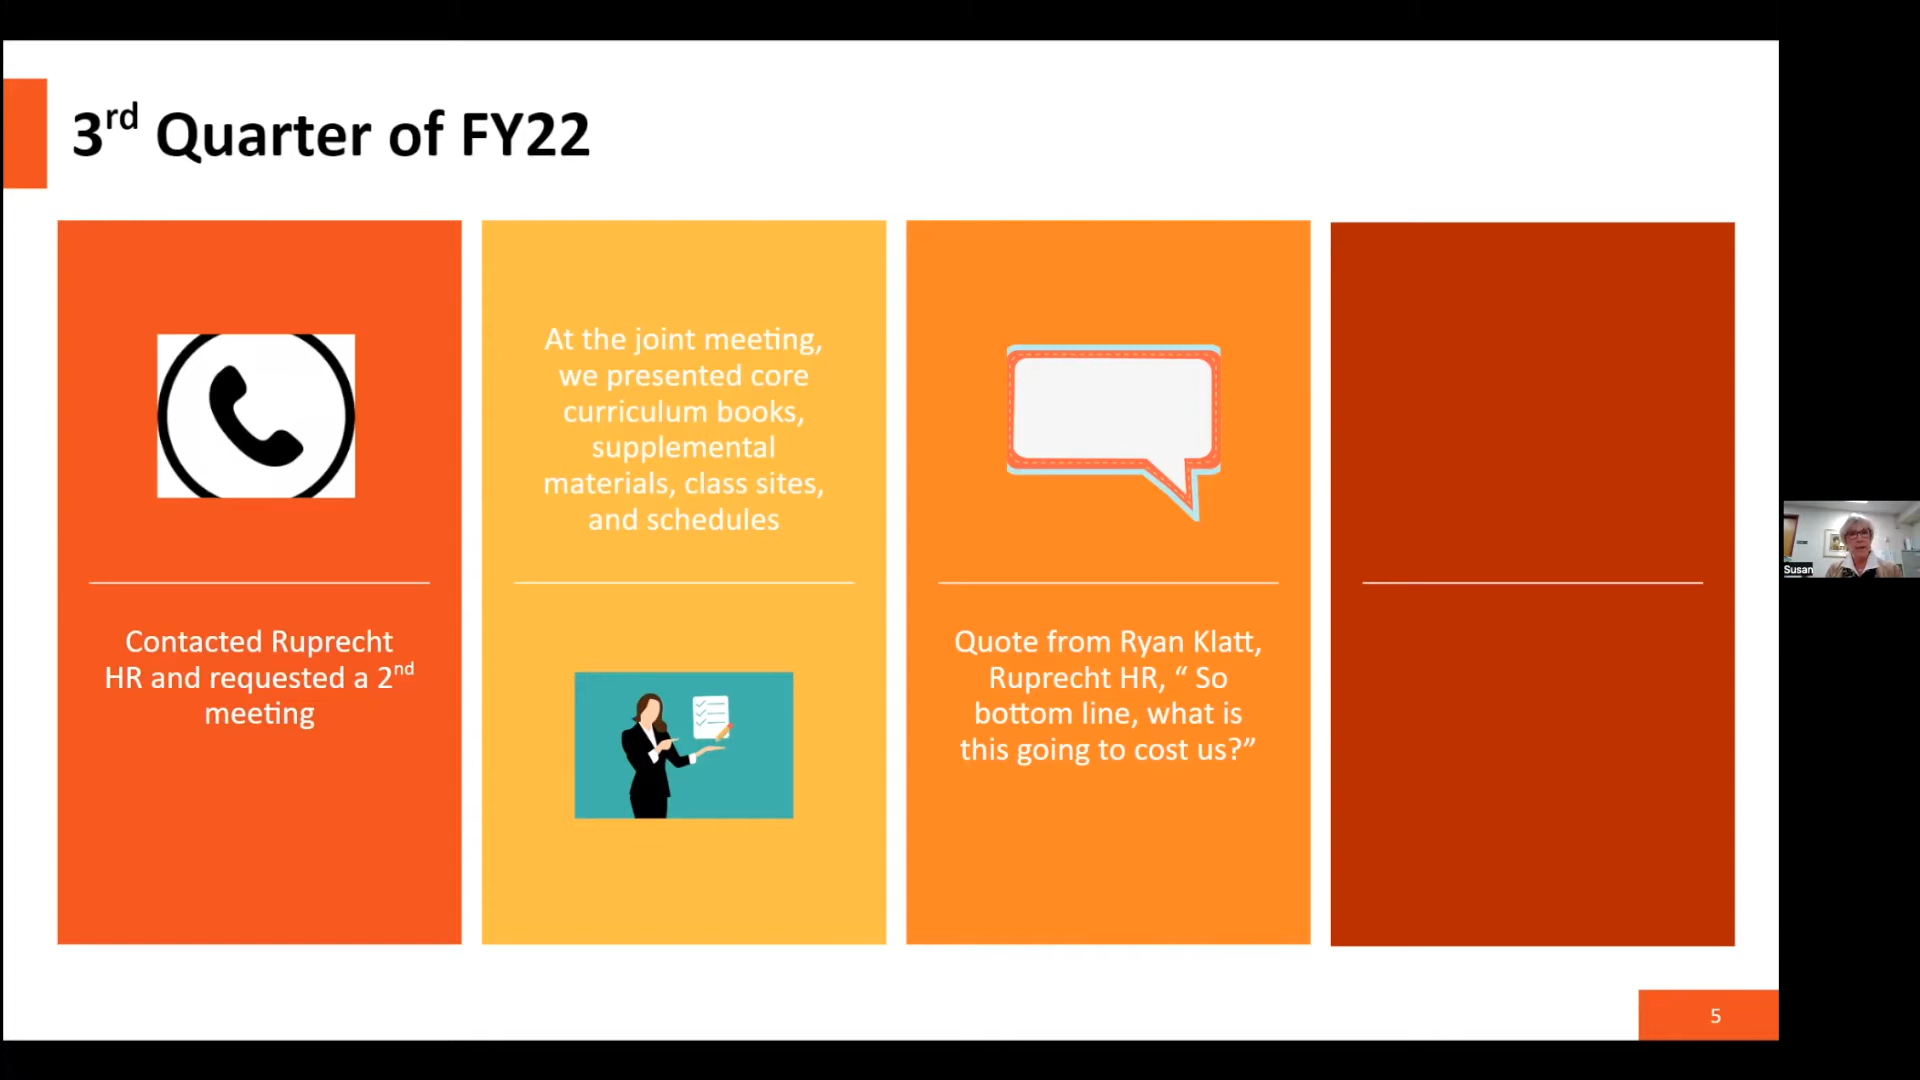 3rd Quarter of FY22
Contacted Ruprecht
HR and requested a 2nd
meeting
At the joint meeting,
we presented core
curriculum books,
supplemental
materials, class sites,
and schedules
Quote from Ryan Klatt,
Ruprecht HR, “ So
bottom line, what is
this going to cost us?”
Susan
5